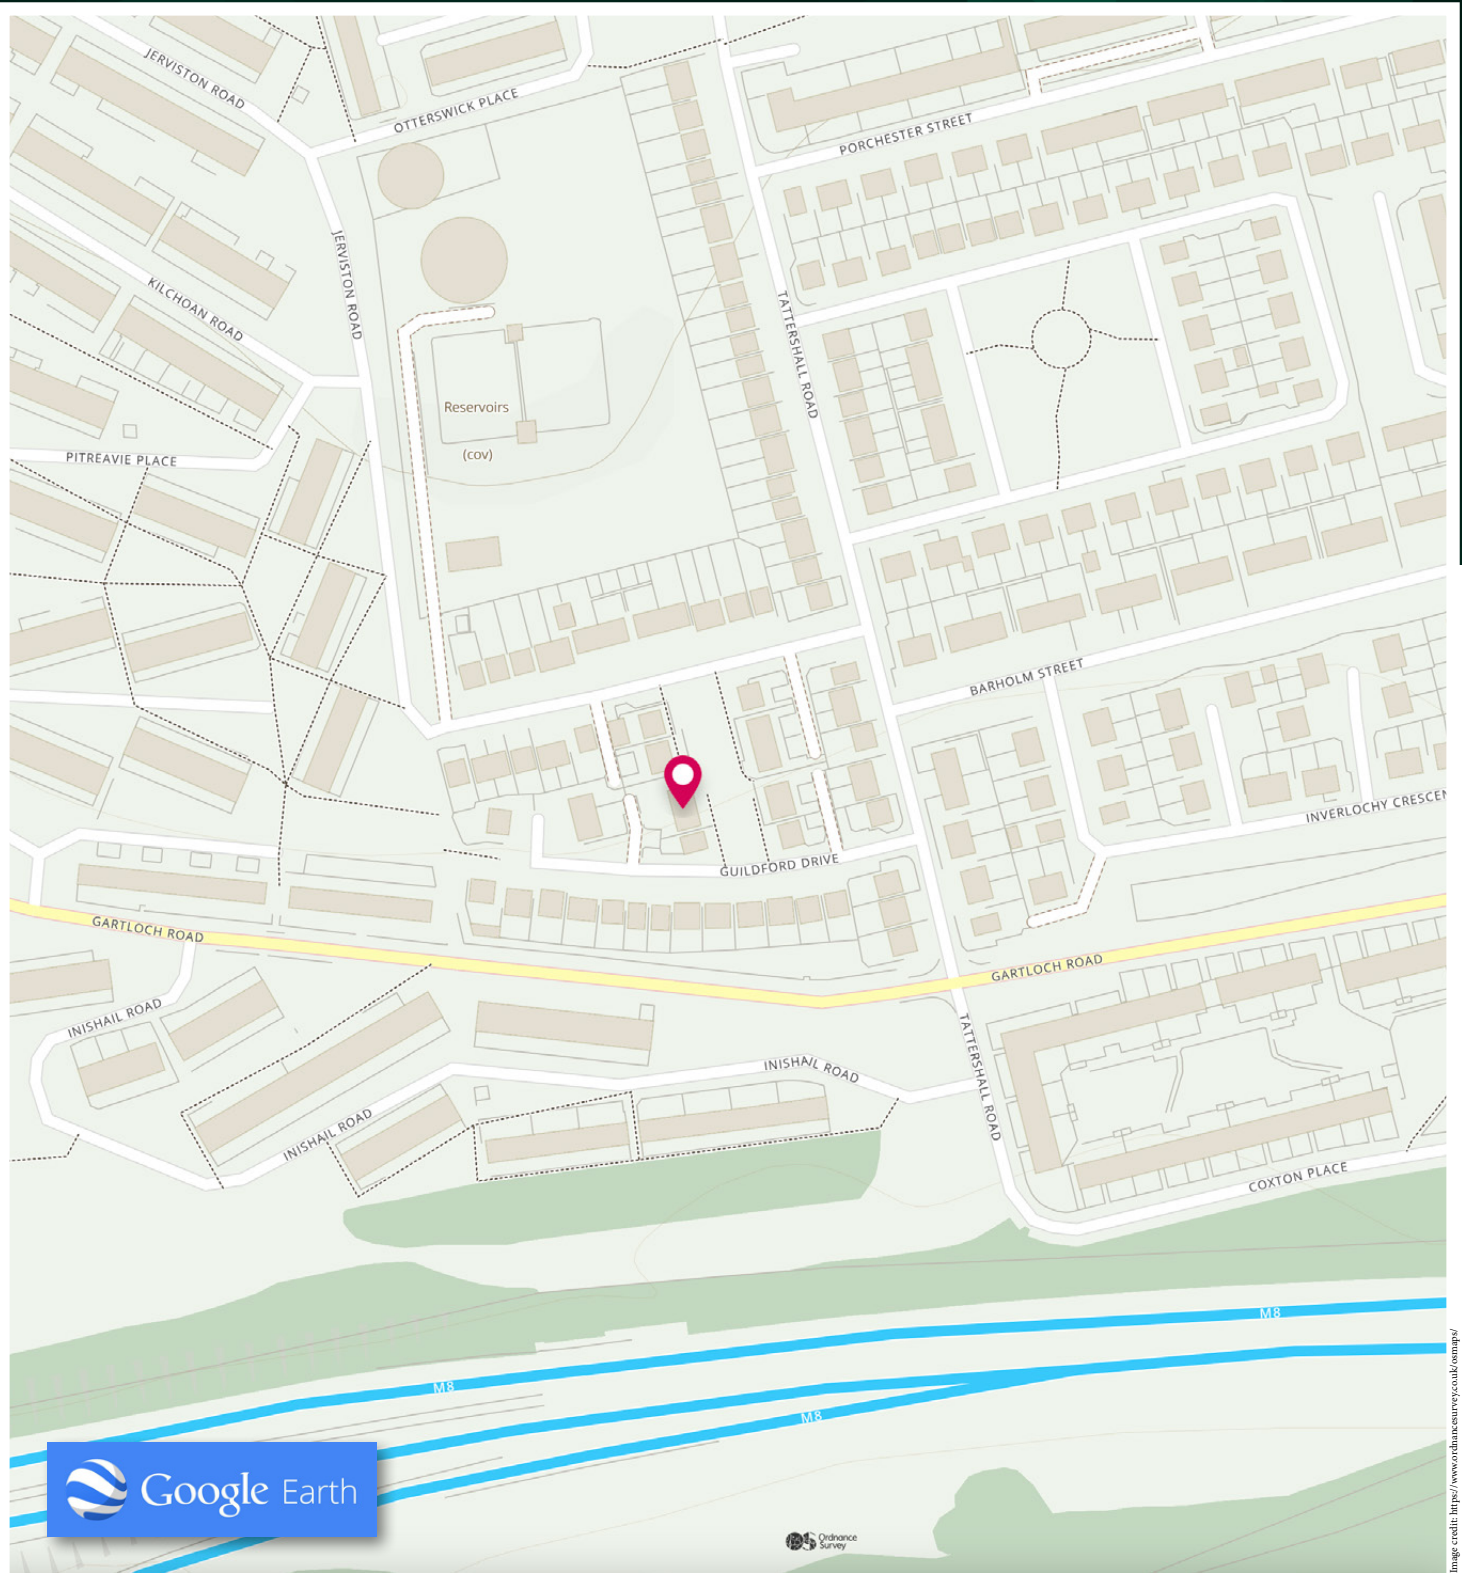 JERVISTON ROAD
OTTERSWICK PLACE
PORCHESTER STREET
JERVISTON ROAD
KILCHOAN ROAD
TATTERSHALL ROAD
Reservoirs
(cov)
PITREAVIE PLACE
BARHOLM STREET
INVERLOCHY CRESCEN
GUILDFORD DRIVE
GARTLOCH ROAD
GARTLOCH ROAD
INISHAIL ROAD
TATTERSHALL ROAD
INISHAIL ROAD
INISHAIL ROAD
COXTON PLACE
M8
M8
M8
Google Earth
Ordnance
Survey
Image credit: https://www.ordnancesurvey.co.uk/osmaps/